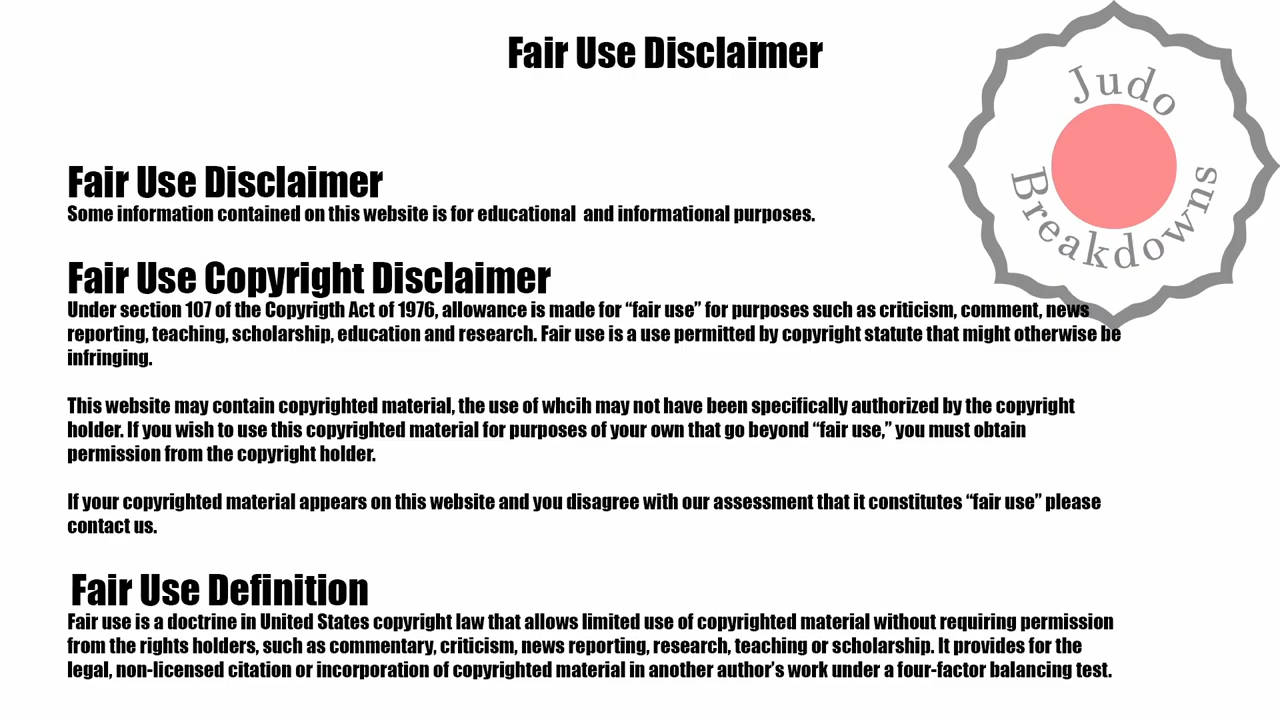 Fair Use Disclaimer
Judo
Breakdowns
Fair Use Disclaimer
Some information contained on this website is for educational  and informational purposes.
Fair Use Copyright Disclaimer
Under section 107 of the Copyrigth Act of 1976, allowance is made for “fair use” for purposes such as criticism, comment, news
reporting, teaching, scholarship, education and research. Fair use is a use permitted by copyright statute that might otherwise be
infringing.
This website may contain copyrighted material, the use of whcih may not have been specifically authorized by the copyright
holder. If you wish to use this copyrighted material for purposes of your own that go beyond “fair use,” you must obtain
permission from the copyright holder.
If your copyrighted material appears on this website and you disagree with our assessment that it constitutes “fair use” please
contact us.
Fair Use Definition
Fair use is a doctrine in United States copyright law that allows limited use of copyrighted material without requiring permission
from the rights holders, such as commentary, criticism, news reporting, research, teaching or scholarship. It provides for the
legal, non-licensed citation or incorporation of copyrighted material in another author’s work under a four-factor balancing test.